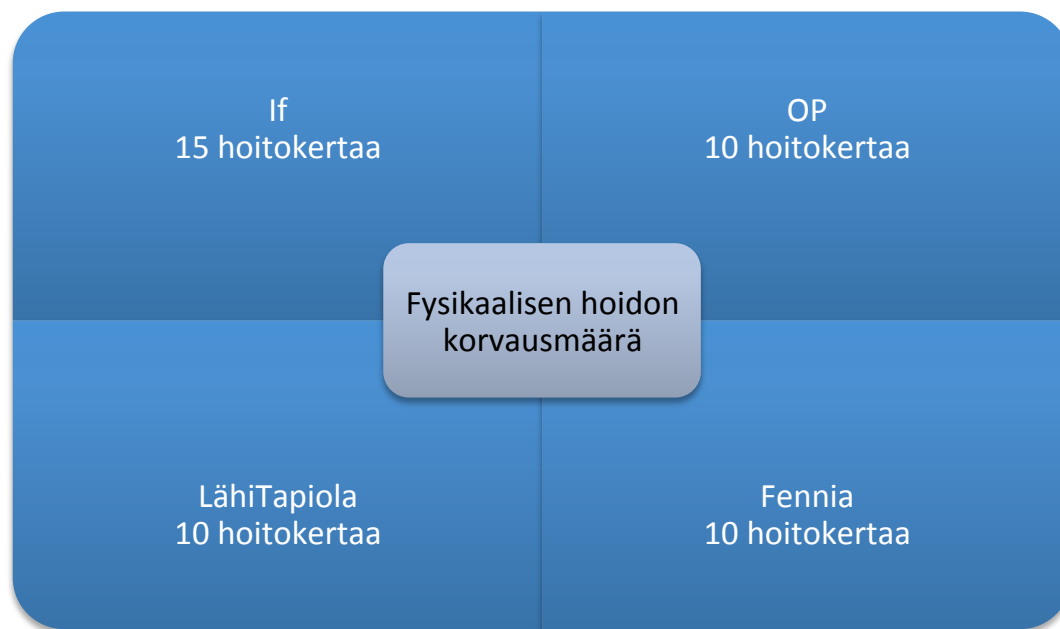 If
15 hoitokertaa
OP
10 hoitokertaa
Fysikaalisen hoidon
korvausmäärä
LähiTapiola
10 hoitokertaa
Fennia
10 hoitokertaa